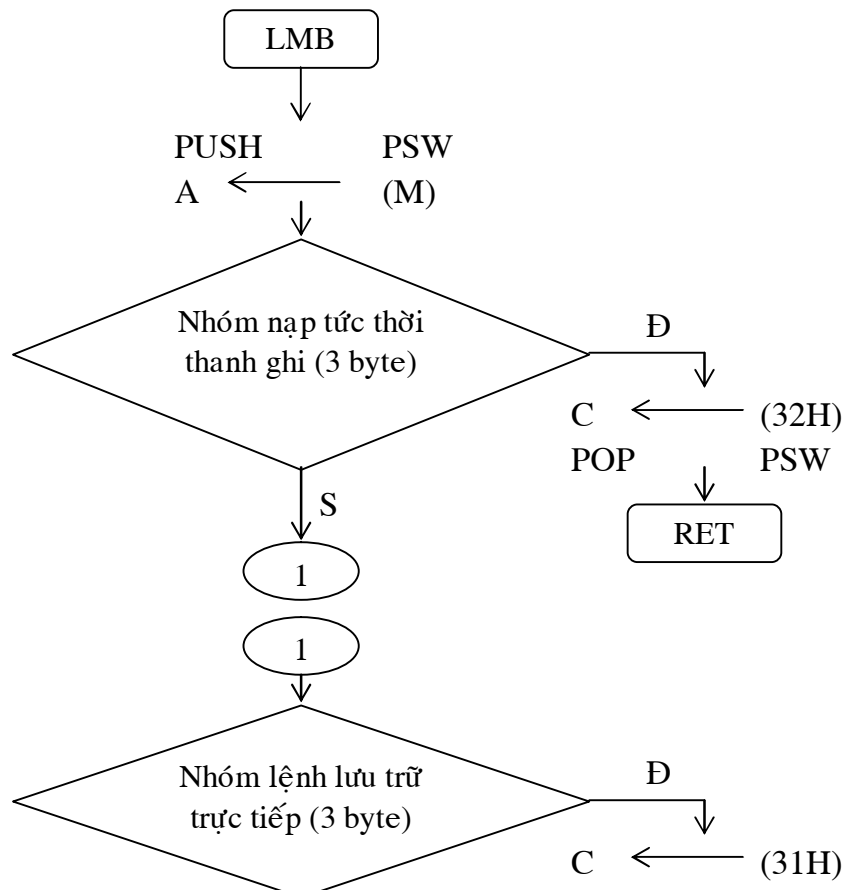 LMB
PUSH PSW
A (M)
Nhóm nạp tức thời
thanh ghi (3 byte)
Đ
C (32H)
POP PSW
RET
S
1
1
Nhóm lệnh lưu trữ
trực tiếp (3 byte)
Đ
C (31H)